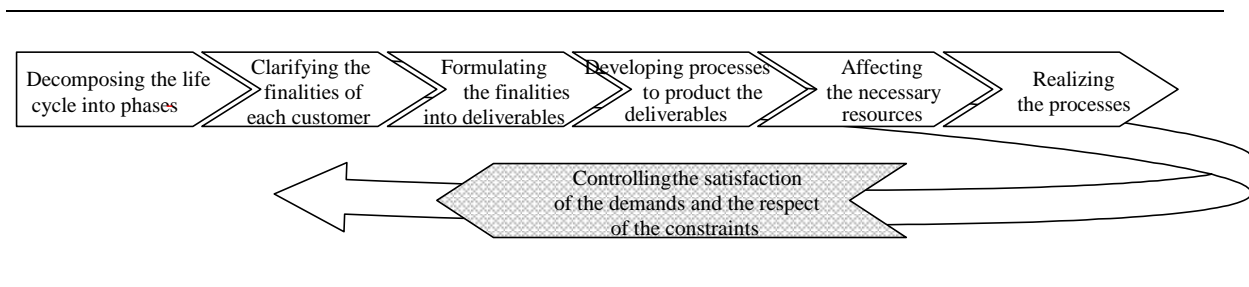 Decomposing the life
cycle into phases
Clarifying the
finalities of
each customer
Formulating
the finalities
into deliverables
Developing processes
to product the
deliverables
Affecting
the necessary
resources
Realizing
the processes
Controllingthe satisfaction
of the demands and the respect
of the constraints